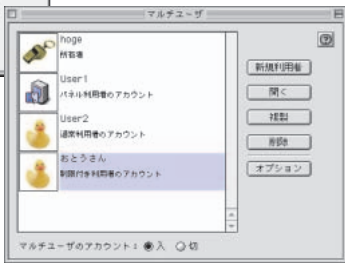 マルチユーザ
hoge
所有者
User1
パネル利用者のアカウント
User2
通常利用者のアカウント
おとうさん
制限付き利用者のアカウント
新規利用者
開く
複製
削除
オプション
マルチユーザのアカウント： 入 切